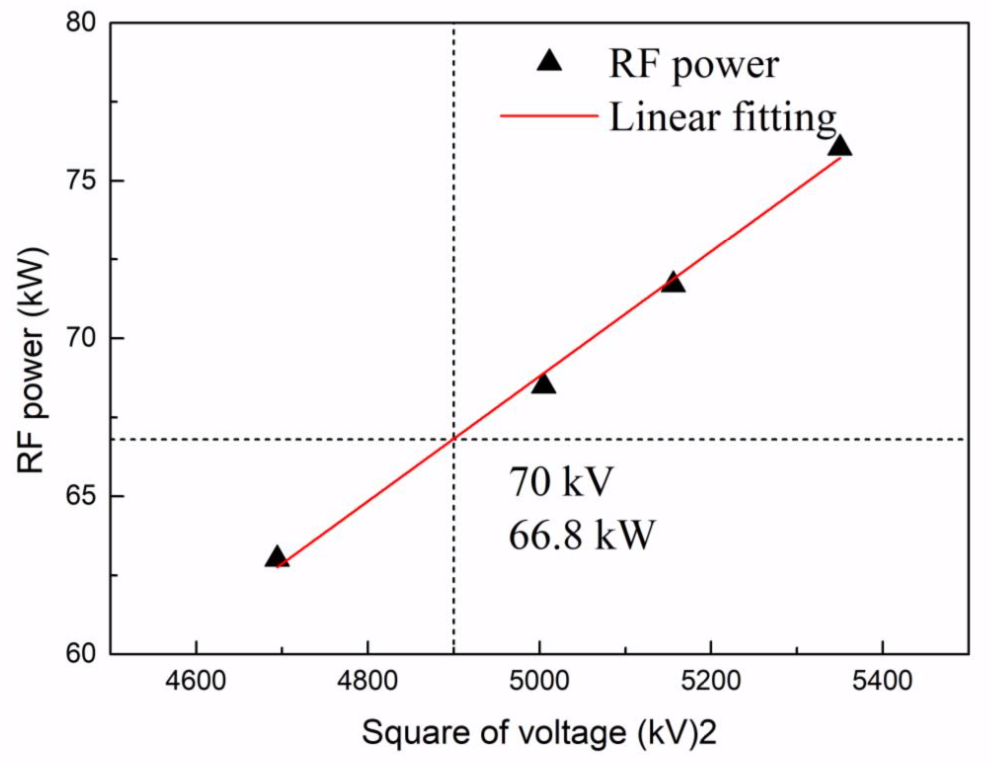 80
75
70
65
60
RF power (kW)
RF power
Linear fitting
70 kV
66.8 kW
4600
4800
5000
5200
5400
Square of voltage (kV)2